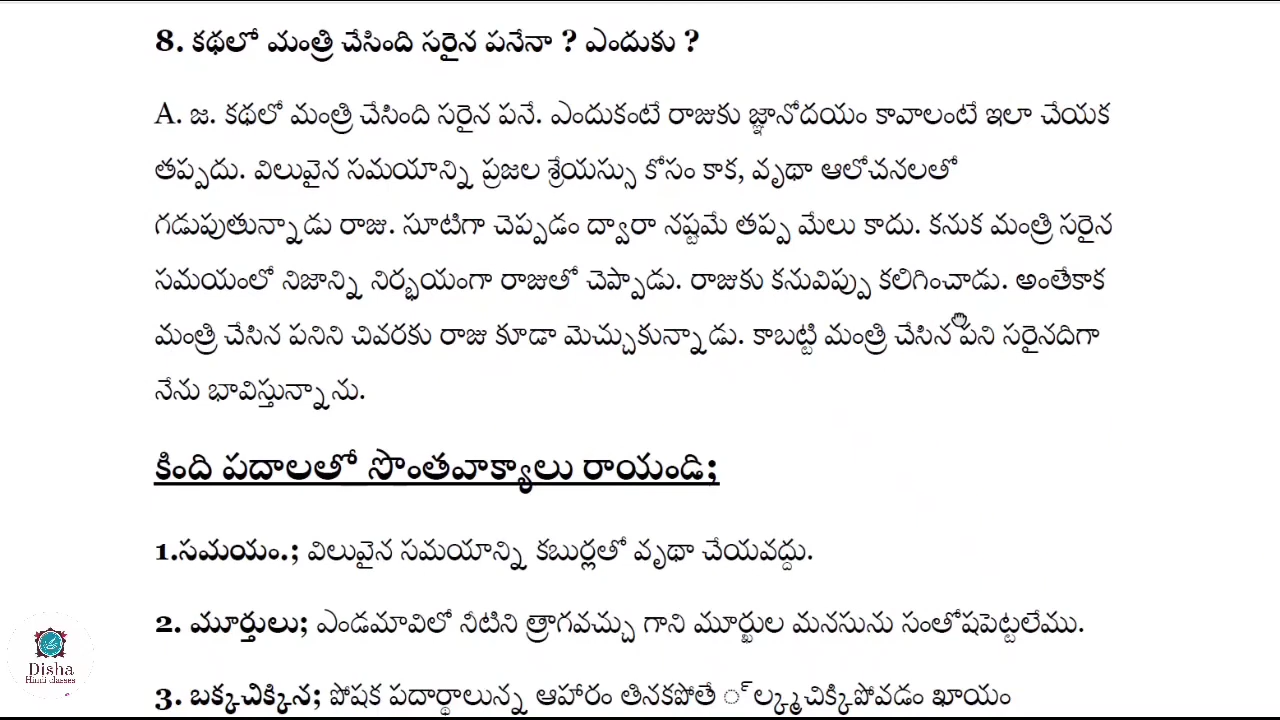 8. కథలో మంత్రి చేసింది సరైన పనేనా ? ఎందుకు ?
A. జ. కథలో మంత్రి చేసింది సరైన పనే. ఎందుకంటే రాజుకు జ్ఞానోదయం కావాలంటే ఇలా చేయక
తప్పదు. విలువైన సమయాన్ని ప్రజల శ్రేయస్సు కోసం కాక, వృథా ఆలోచనలతో
గడుపుతున్నాడు రాజు. సూటిగా చెప్పడం ద్వారా నష్టమే తప్ప మేలు కాదు. కనుక మంత్రి సరైన
సమయంలో నిజాన్ని నిర్భయంగా రాజుతో చెప్పాడు. రాజుకు కనువిప్పు కలిగించాడు. అంతేకాక
మంత్రి చేసిన పనిని చివరకు రాజు కూడా మెచ్చుకున్నాడు. కాబట్టి మంత్రి చేసిన పని సరైనదిగా
నేను భావిస్తున్నాను.
కింది పదాలతో సొంతవాక్యాలు రాయండి;
1.సమయం.; విలువైన సమయాన్ని కబుర్లతో వృథా చేయవద్దు.
2. మూర్తులు; ఎండమావిలో నీటిని త్రాగవచ్చు గాని మూర్ఖుల మనసును సంతోషపెట్టలేము.
3. బక్కచిక్కిన; పోషక పదార్థాలున్న ఆహారం తినకపోతే చిక్కిపోవడం ఖాయం
Disha
Hindi classes